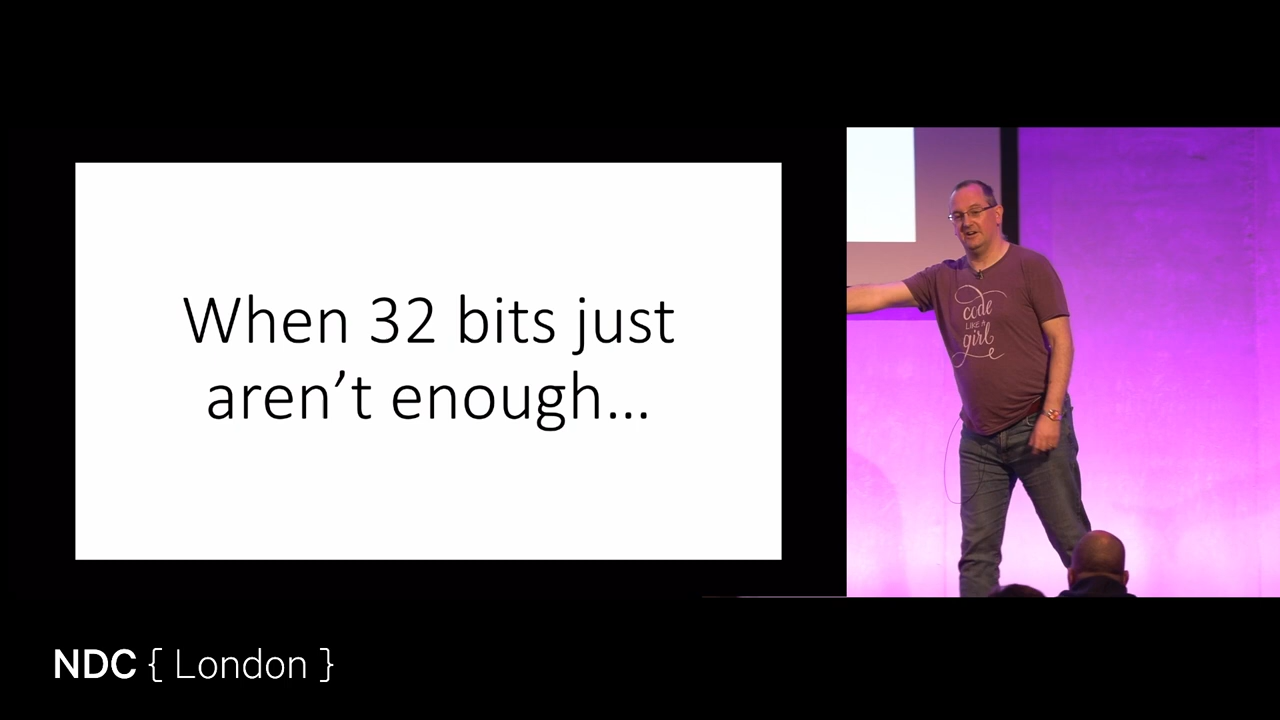 When 32 bits just
aren’t enough…
code
LIKE A
girl
NDC { London }